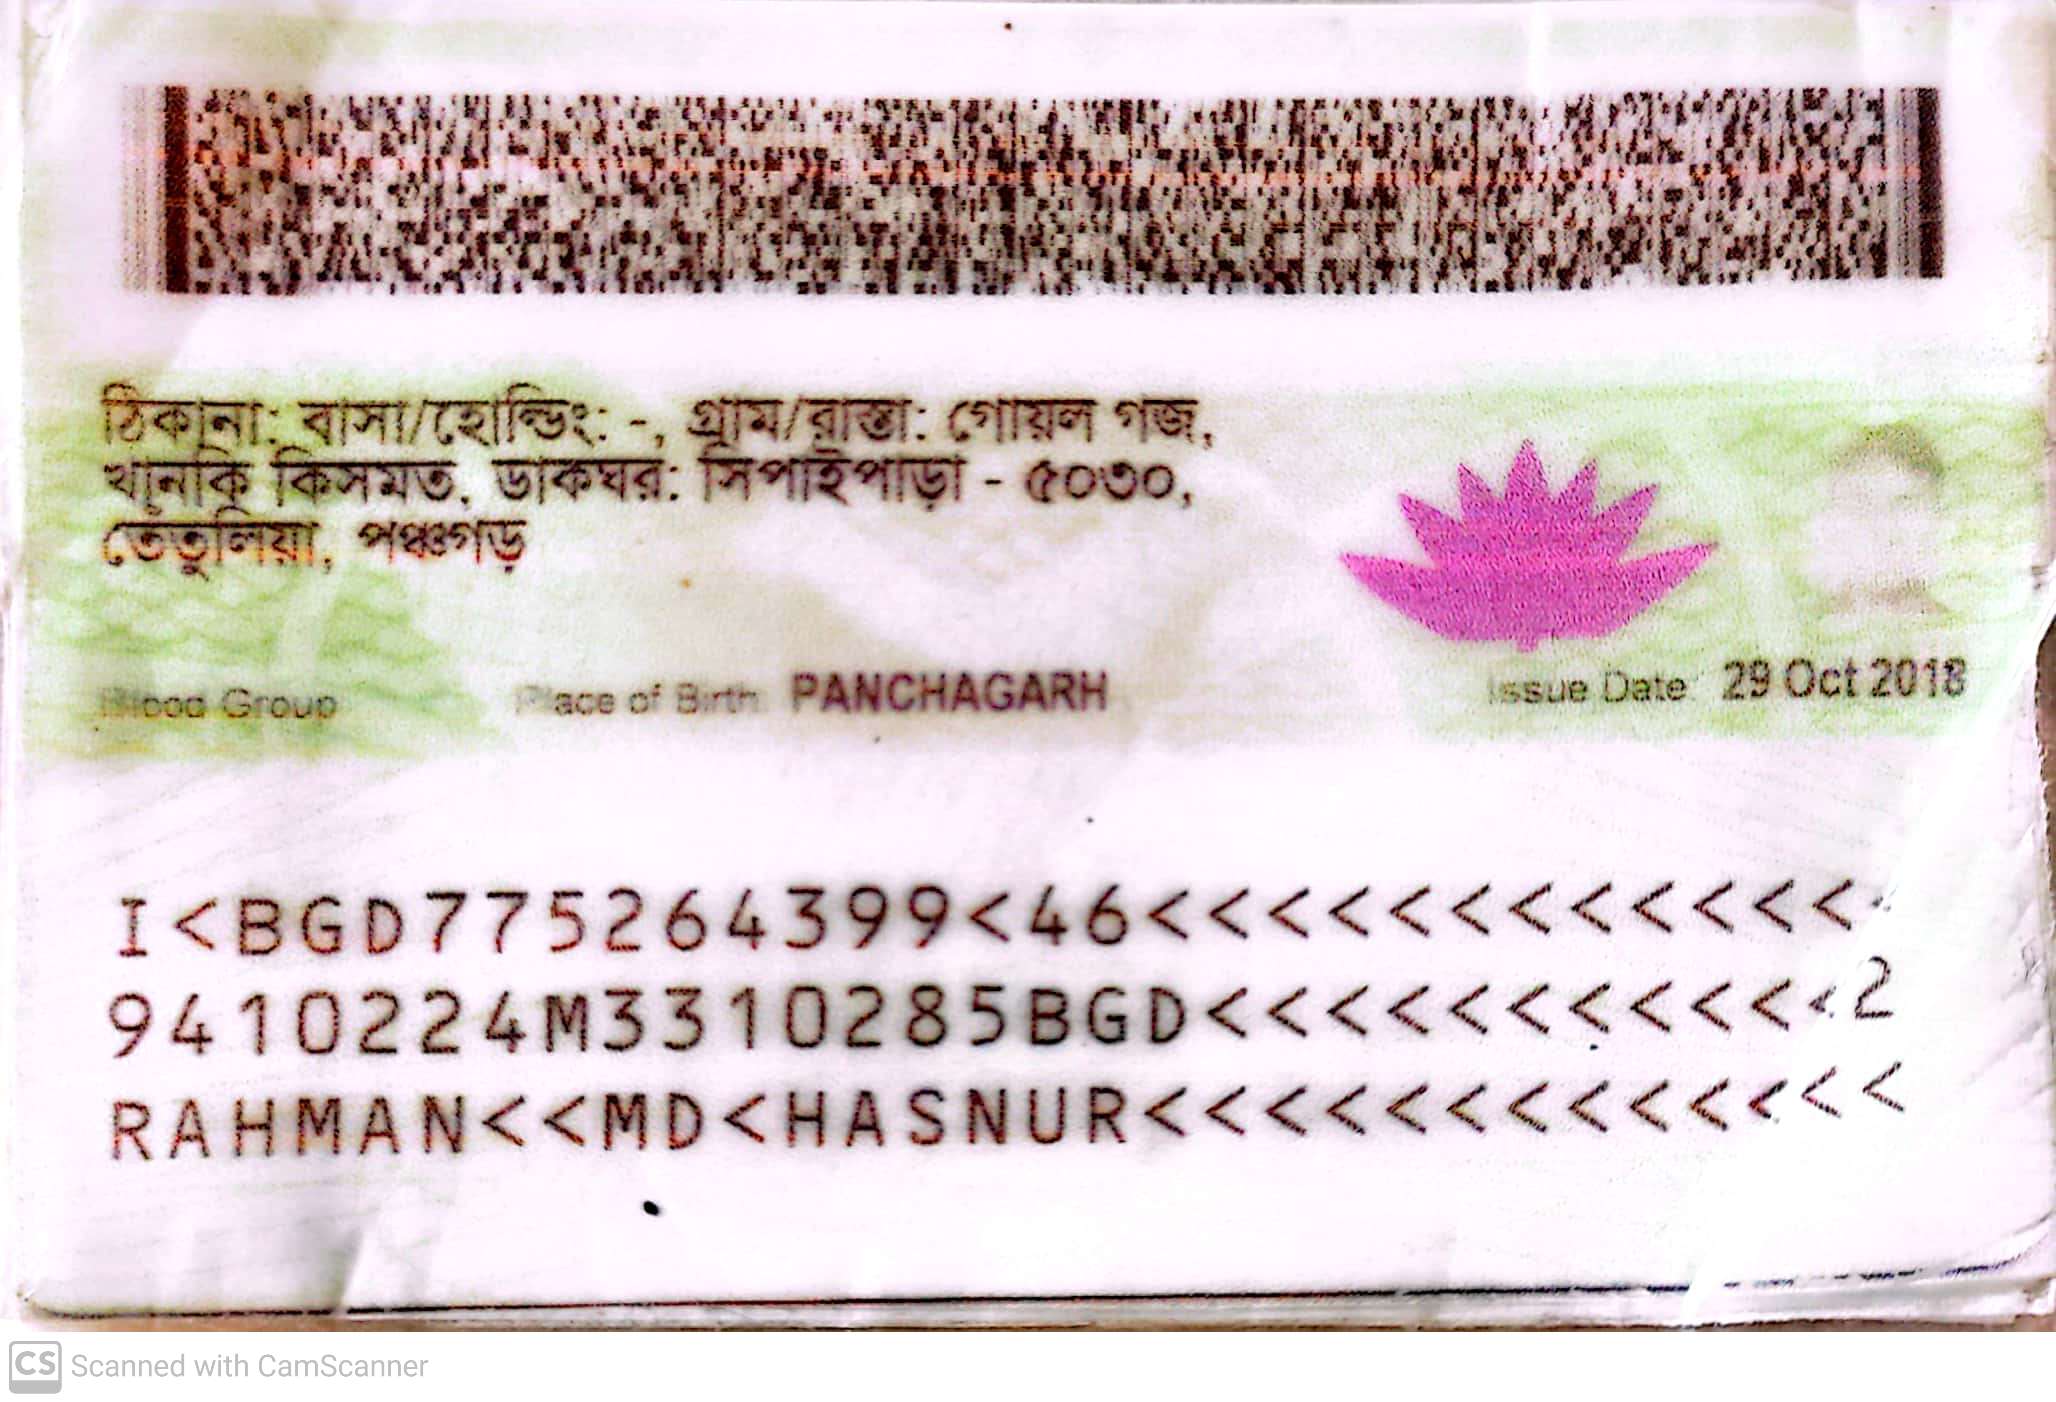 ঠিকানা: বাসা/হোল্ডিং: -, গ্রাম/রাস্তা: গোয়ল গজ,
খানকি কিসমত, ডাকঘর: সিপাইপাড়া - ৫০৩০,
তেতুলিয়া, পঞ্চগড়
Blood Group Place of Birth: PANCHAGARH Issue Date: 29 Oct 2018
I<BGD775264399<46<<<<<<<<<<<<<
9410224M3310285BGD<<<<<<<<<<<2
RAHMAN<<MD<HASNUR<<<<<<<<<<<<<
CS Scanned with CamScanner